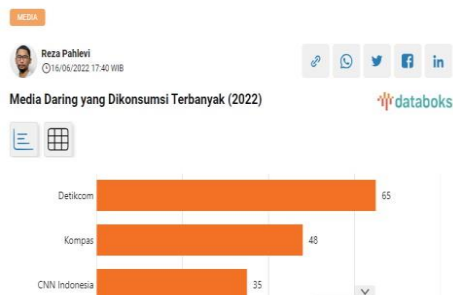 MEDIA
Reza Pahlevi
16/06/2022 17:40 WIB
Media Daring yang Dikonsumsi Terbanyak (2022)
databoks
Detikcom 65
Kompas 48
CNN Indonesia 35